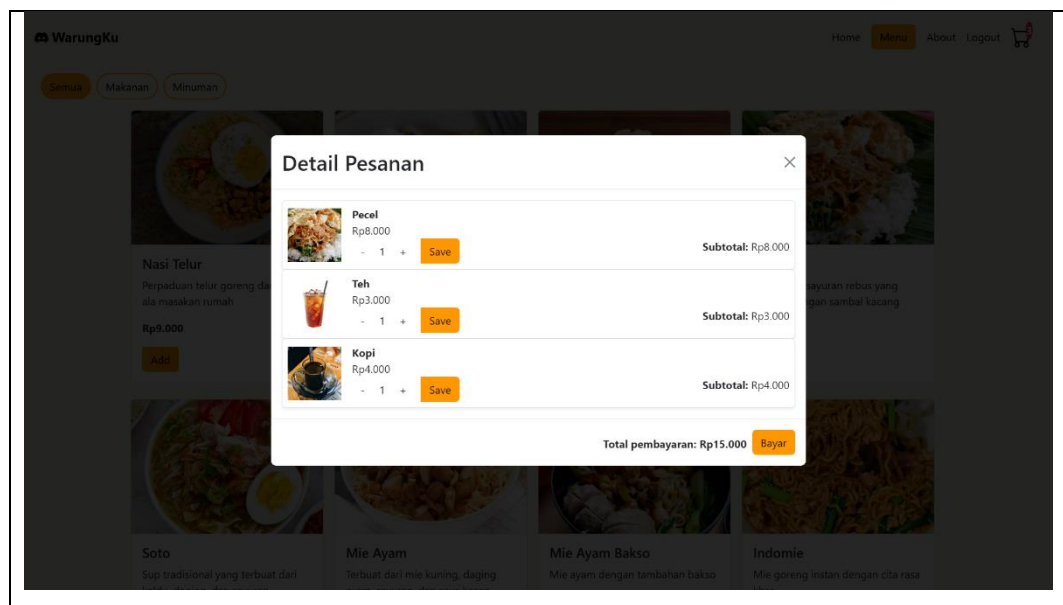 WarungKu
Home Menu About Logout
Semua Makanan Minuman
Detail Pesanan
Pecel
Rp8.000
- 1 + Save
Subtotal: Rp8.000
Teh
Rp3.000
- 1 + Save
Subtotal: Rp3.000
Kopi
Rp4.000
- 1 + Save
Subtotal: Rp4.000
Total pembayaran: Rp15.000 Bayar
Nasi Telur
Perpaduan telur goreng
ala masakan rumah
Rp9.000
Add
sayuran rebus yang
sambal kacang
Soto
Sup tradisional yang terbuat dari
Mie Ayam
Terbuat dari mie kuning, daging
Mie Ayam Bakso
Mie ayam dengan tambahan bakso
Indomie
Mie goreng instan dengan cita rasa